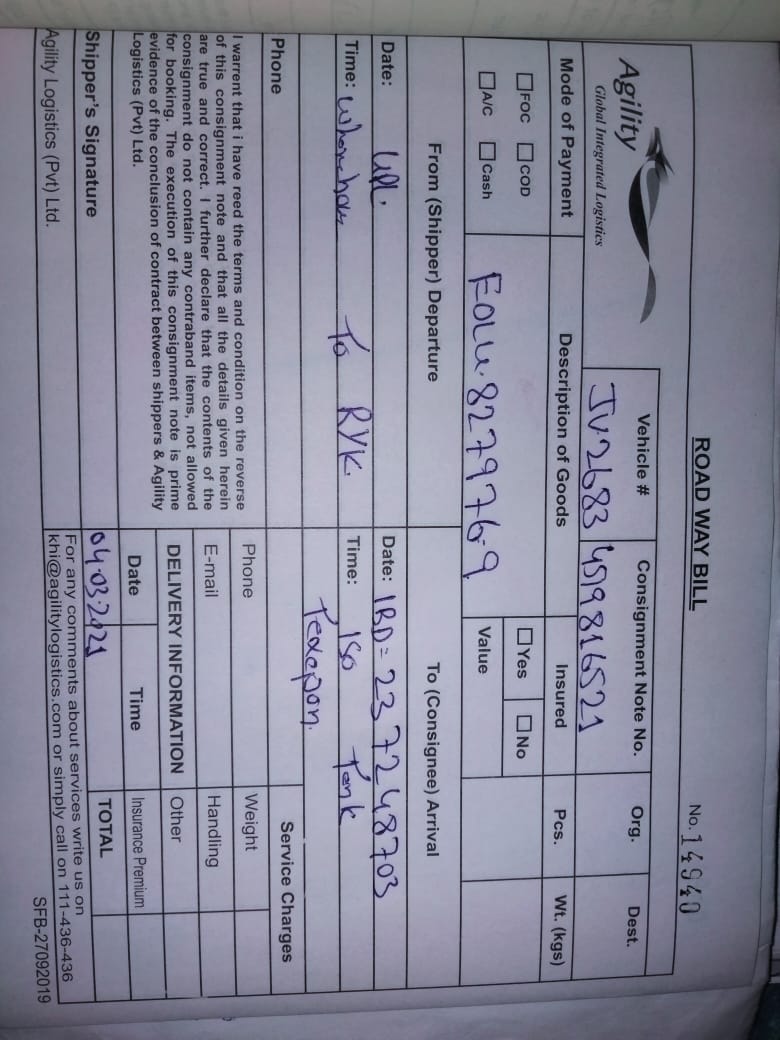 ROAD WAY BILL
No. 14940
Agility
Global Integrated Logistics
Vehicle #
Consignment Note No.
Org.
Dest.
JV-2683
4519816521
Mode of Payment
Description of Goods
Insured
Pcs.
Wt. (kgs)
FOC COD
Yes No
A/C Cash
EOLU-827976-9
Value
From (Shipper) Departure
To (Consignee) Arrival
Date: UPL.
Date: IBD= 237248703
Time: To RYK.
Time: ISO Tank
Phone
Service Charges
I warrent that i have reed the terms and condition on the reverse
of this consignment note and that all the details given herein
are true and correct. I further declare that the contents of the
consignment do not contain any contraband items, not allowed
for booking. The execution of this consignment note is prime
evidence of the conclusion of contract between shippers & Agility
Logistics (Pvt) Ltd.
Phone
Weight
E-mail
Handling
DELIVERY INFORMATION
Other
Date
Time
Insurance Premium
04-03-2021
TOTAL
Shipper's Signature
Agility Logistics (Pvt) Ltd.
For any comments about services write us on
khi@agilitylogistics.com or simply call on 111-436-436
SFB-27092019